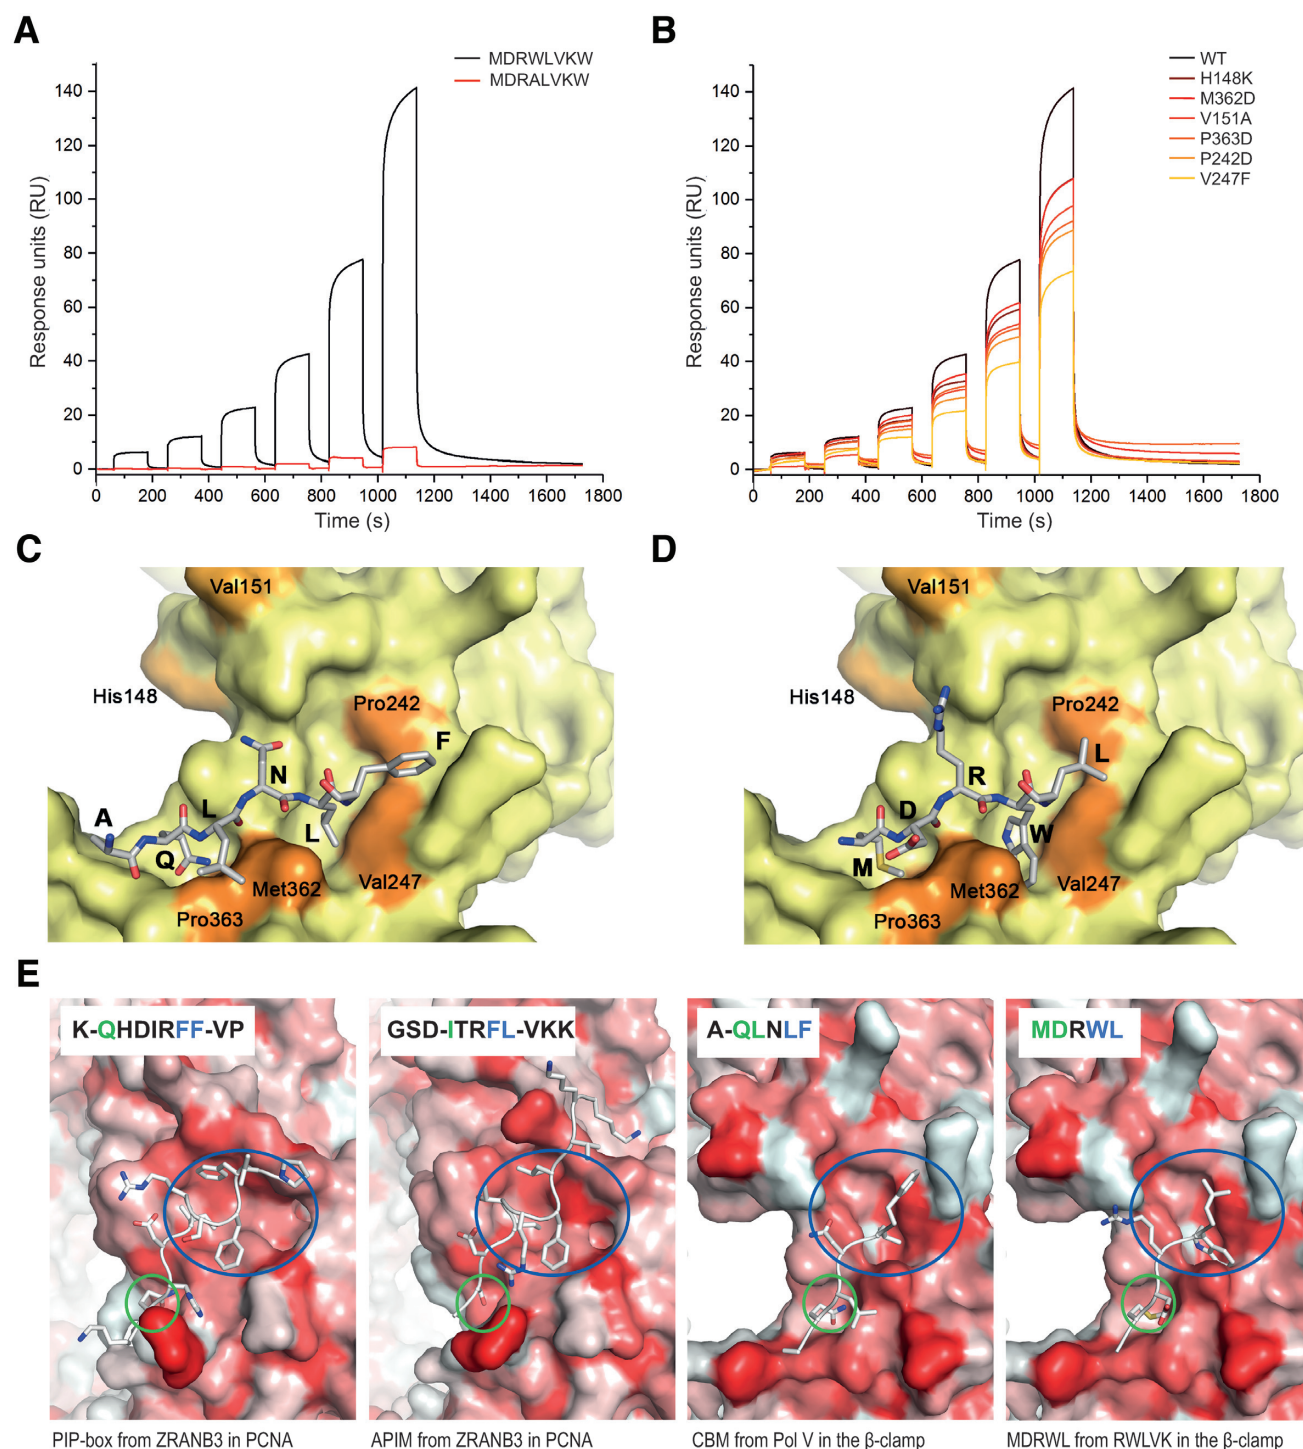 A
MDRWLVKW
MDRALVKW
Response units (RU)
140
120
100
80
60
40
20
0
0 200 400 600 800 1000 1200 1400 1600 1800
Time (s)
B
WT
H148K
M362D
V151A
P363D
P242D
V247F
Response units (RU)
140
120
100
80
60
40
20
0
0 200 400 600 800 1000 1200 1400 1600 1800
Time (s)
C
Val151
His148
Pro242
F
N
A
L
L
Q
Met362
Val247
Pro363
D
Val151
His148
Pro242
L
R
D
W
M
Met362
Val247
Pro363
E
K-QHDIRFF-VP
GSD-ITRFL-VKK
A-QLNLF
MDRWL
PIP-box from ZRANB3 in PCNA
APIM from ZRANB3 in PCNA
CBM from Pol V in the β-clamp
MDRWL from RWLVK in the β-clamp